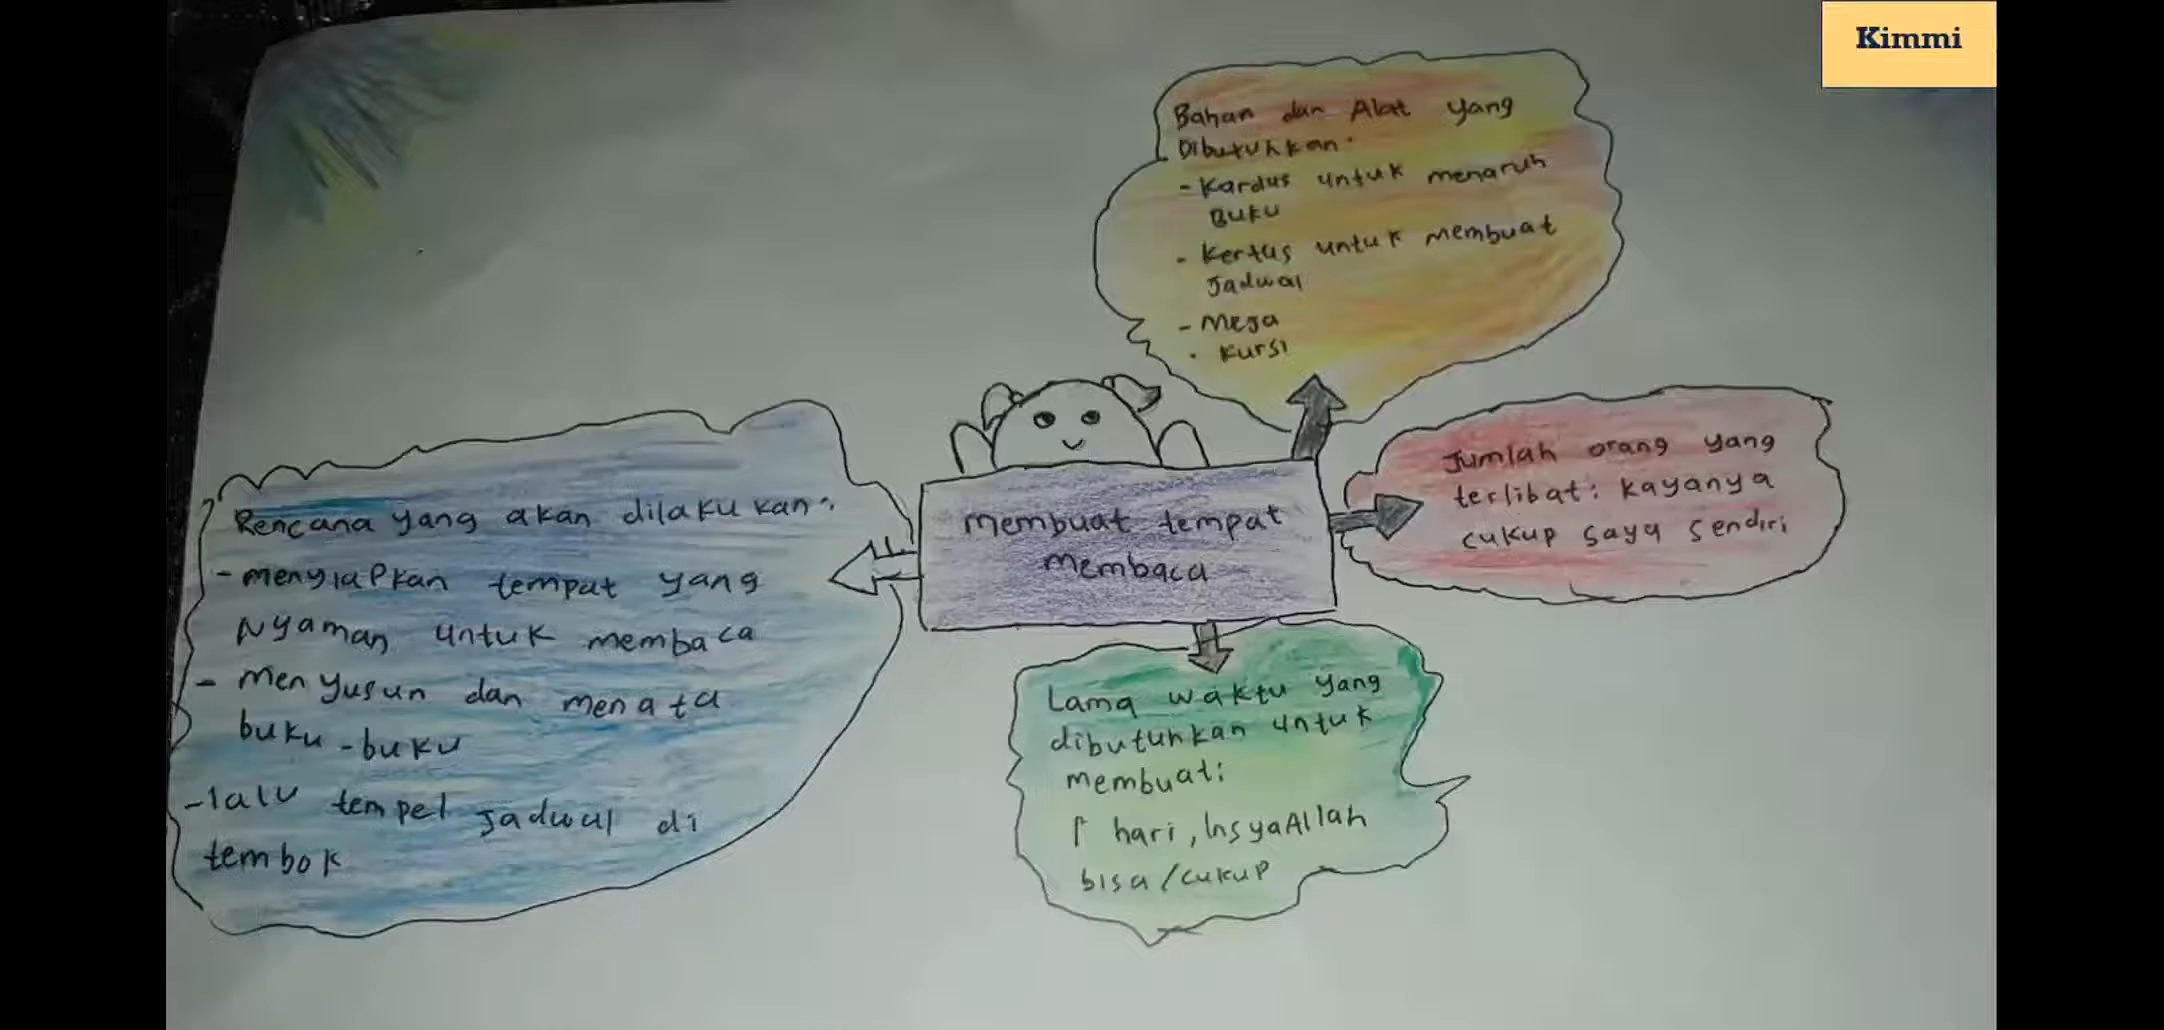 Kimmi
Bahan dan Alat yang
Dibutuhkan:
- Kardus untuk menaruh
Buku
- Kertas untuk membuat
Jadwal
- Meja
- Kursi
Jumlah orang yang
terlibat: kayanya
cukup saya sendiri
membuat tempat
membaca
Rencana yang akan dilakukan:
- menyiapkan tempat yang
Nyaman untuk membaca
- menyusun dan menata
buku-buku
- lalu tempel jadwal di
tembok
Lama waktu yang
dibutuhkan untuk
membuat:
1 hari, InsyaAllah
bisa/cukup